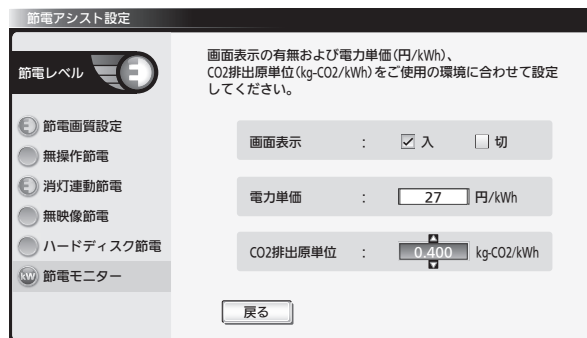 節電アシスト設定
節電レベル
画面表示の有無および電力単価(円/kWh)、
CO2排出原単位(kg-CO2/kWh)をご使用の環境に合わせて設定
してください。
節電画質設定
無操作節電
消灯連動節電
無映像節電
ハードディスク節電
kW 節電モニター
画面表示 : 入 切
電力単価 : 27 円/kWh
CO2排出原単位 : 0.400 kg-CO2/kWh
戻る